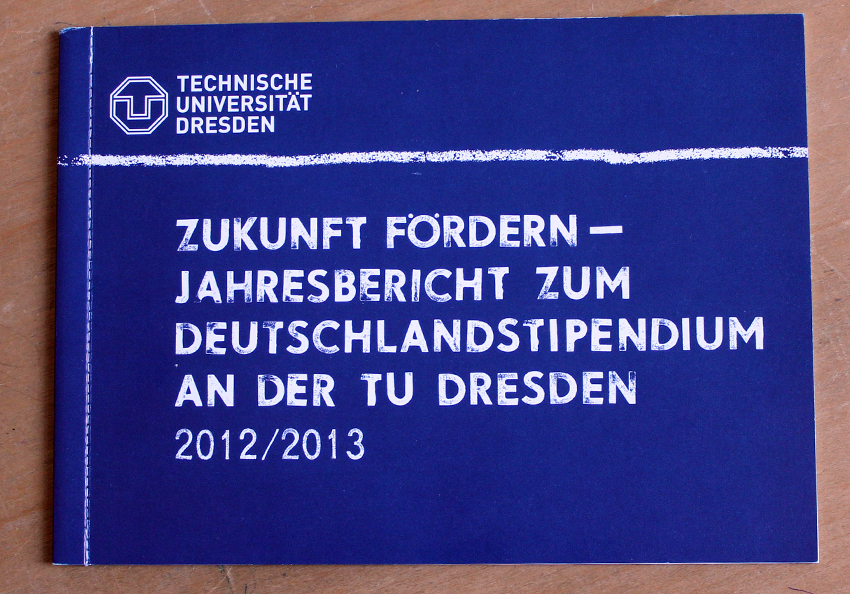 TECHNISCHE
UNIVERSITÄT
DRESDEN
ZUKUNFT FÖRDERN –
JAHRESBERICHT ZUM
DEUTSCHLANDSTIPENDIUM
AN DER TU DRESDEN
2012/2013